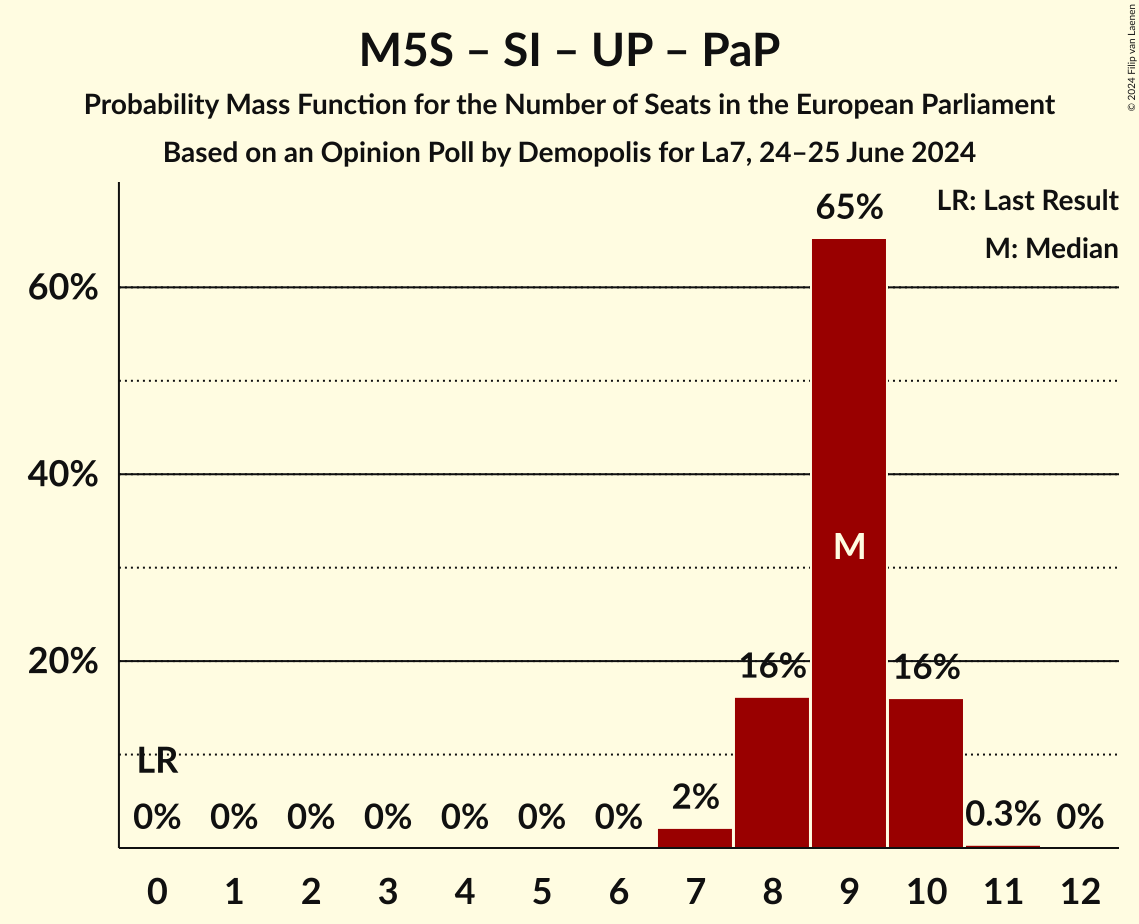 M5S – SI – UP – PaP
Probability Mass Function for the Number of Seats in the European Parliament
Based on an Opinion Poll by Demopolis for La7, 24–25 June 2024
© 2024 Filip van Laenen
LR: Last Result
M: Median
65%
60%
40%
M
20%
16%
16%
LR
2%
0%
0%
0%
0%
0%
0%
0%
0.3%
0%
0 1 2 3 4 5 6 7 8 9 10 11 12